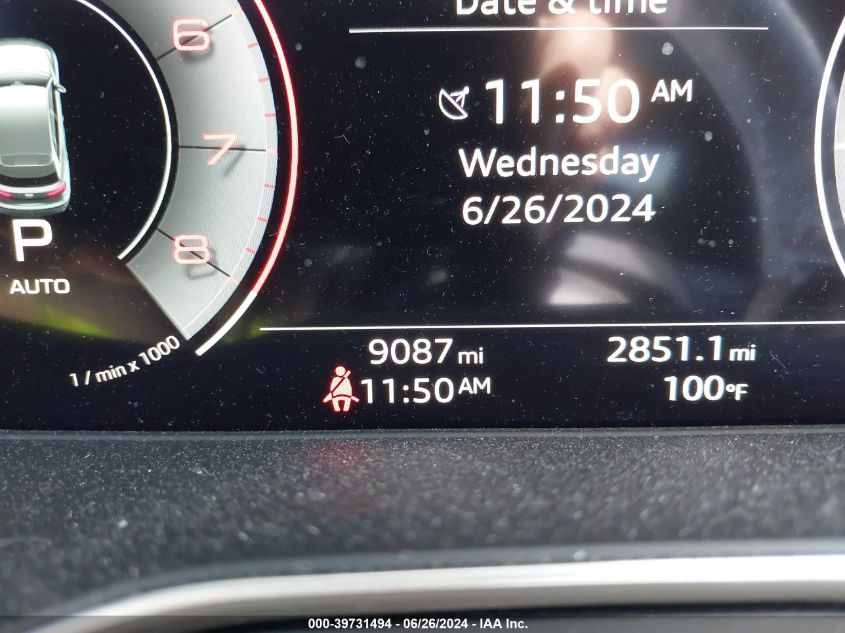 Date & time
11:50 AM
Wednesday
6/26/2024
6
7
8
P
AUTO
1 / min x 1000
9087 mi
2851.1 mi
11:50 AM
100°F
000-39731494 - 06/26/2024 - IAA Inc.